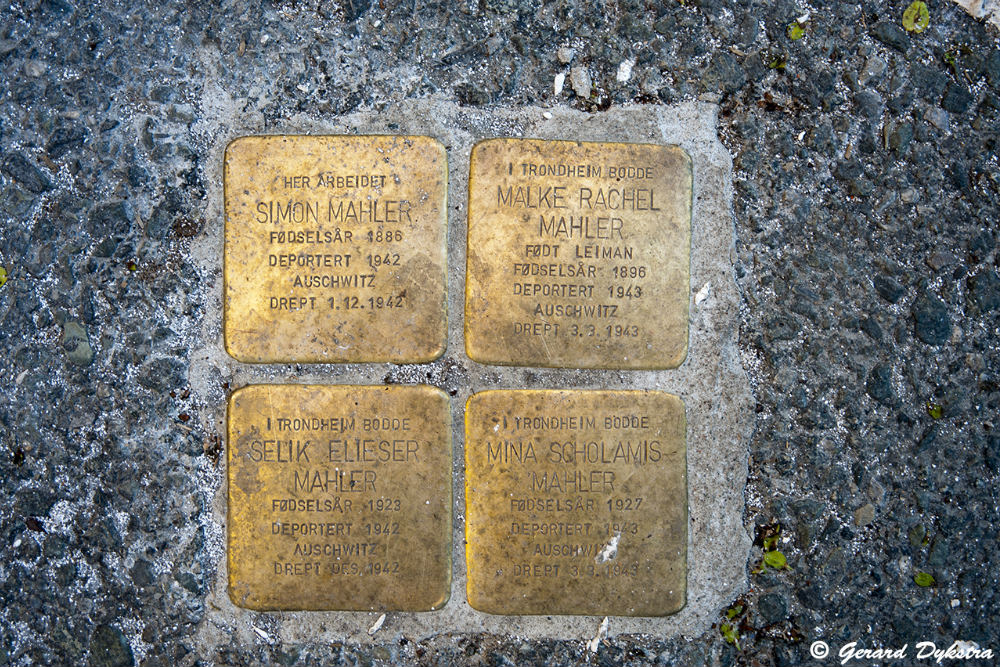 HER ARBEIDET
SIMON MAHLER
FØDSELSÅR 1886
DEPORTERT 1942
AUSCHWITZ
DREPT 1.12.1942
I TRONDHEIM BODDE
MALKE RACHEL
MAHLER
FØDT LEIMAN
FØDSELSÅR 1896
DEPORTERT 1943
AUSCHWITZ
DREPT 3.3.1943
I TRONDHEIM BODDE
SELIK ELIESER
MAHLER
FØDSELSÅR 1923
DEPORTERT 1942
AUSCHWITZ
DREPT DES. 1942
I TRONDHEIM BODDE
MINA SCHOLAMIS
MAHLER
FØDSELSÅR 1927
DEPORTERT 1943
AUSCHWITZ
DREPT 3.3.1943
© Gerard Dykstra